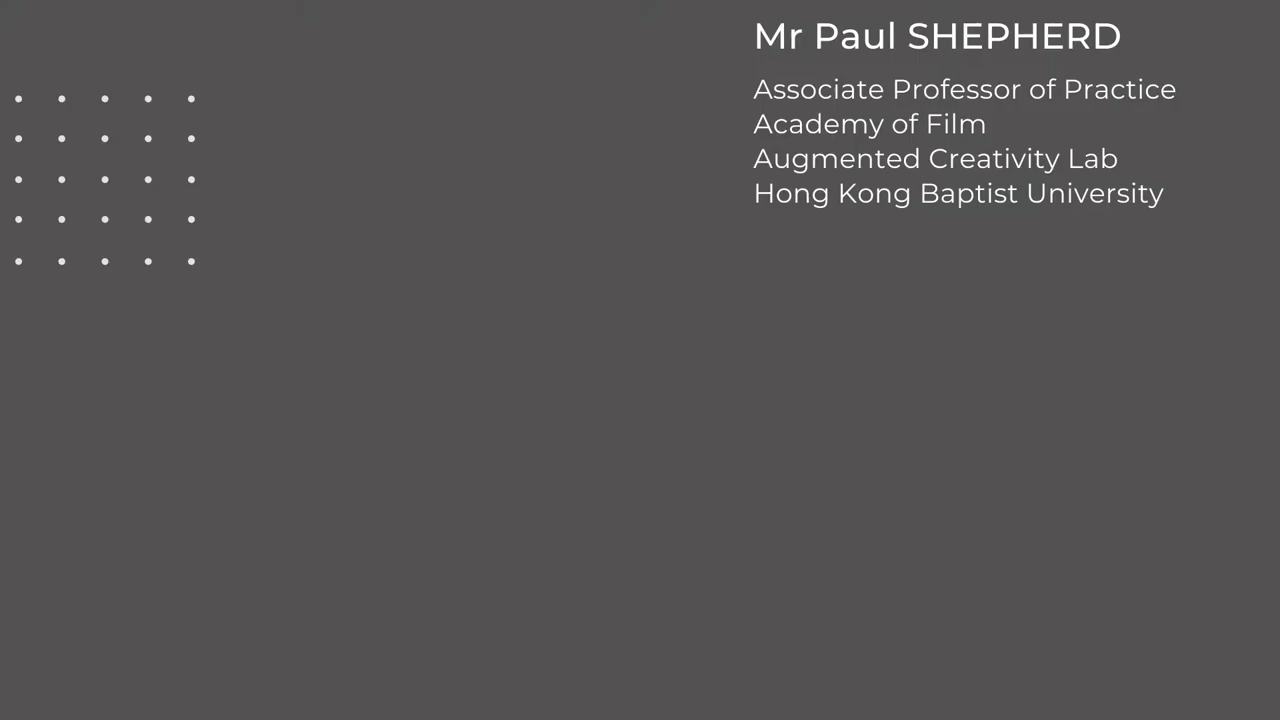 Mr Paul SHEPHERD
Associate Professor of Practice
Academy of Film
Augmented Creativity Lab
Hong Kong Baptist University